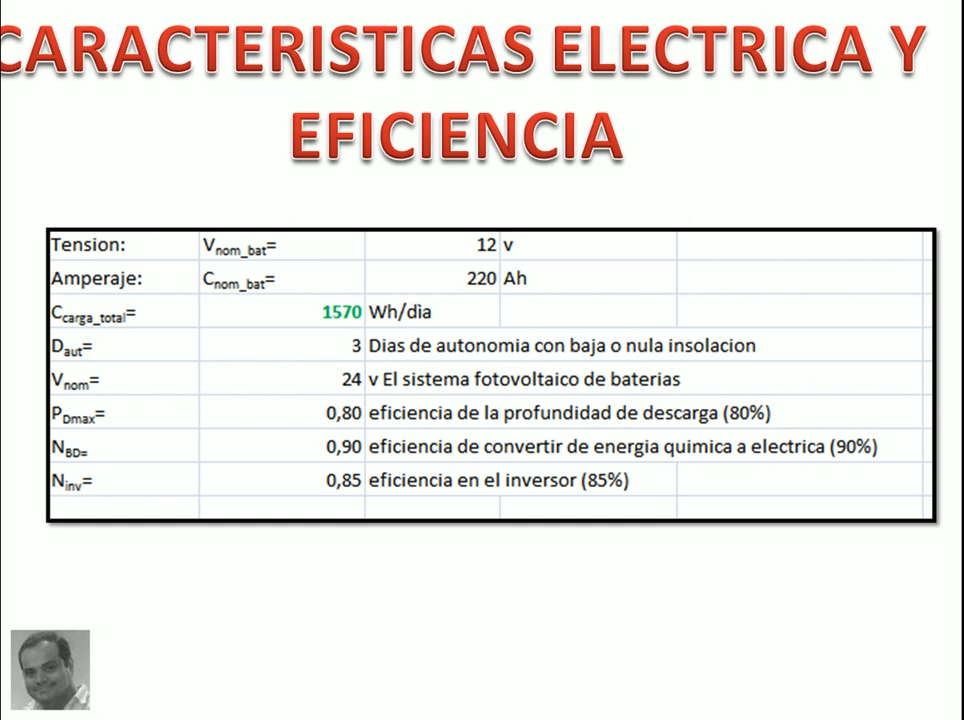 CARACTERISTICAS ELECTRICA Y
EFICIENCIA
Tension: Vnom_bat= 12 v
Amperaje: Cnom_bat= 220 Ah
Ccarga_total= 1570 Wh/dìa
Daut= 3 Dias de autonomia con baja o nula insolacion
Vnom= 24 v El sistema fotovoltaico de baterias
PDmax= 0,80 eficiencia de la profundidad de descarga (80%)
NBD= 0,90 eficiencia de convertir de energia quimica a electrica (90%)
Ninv= 0,85 eficiencia en el inversor (85%)